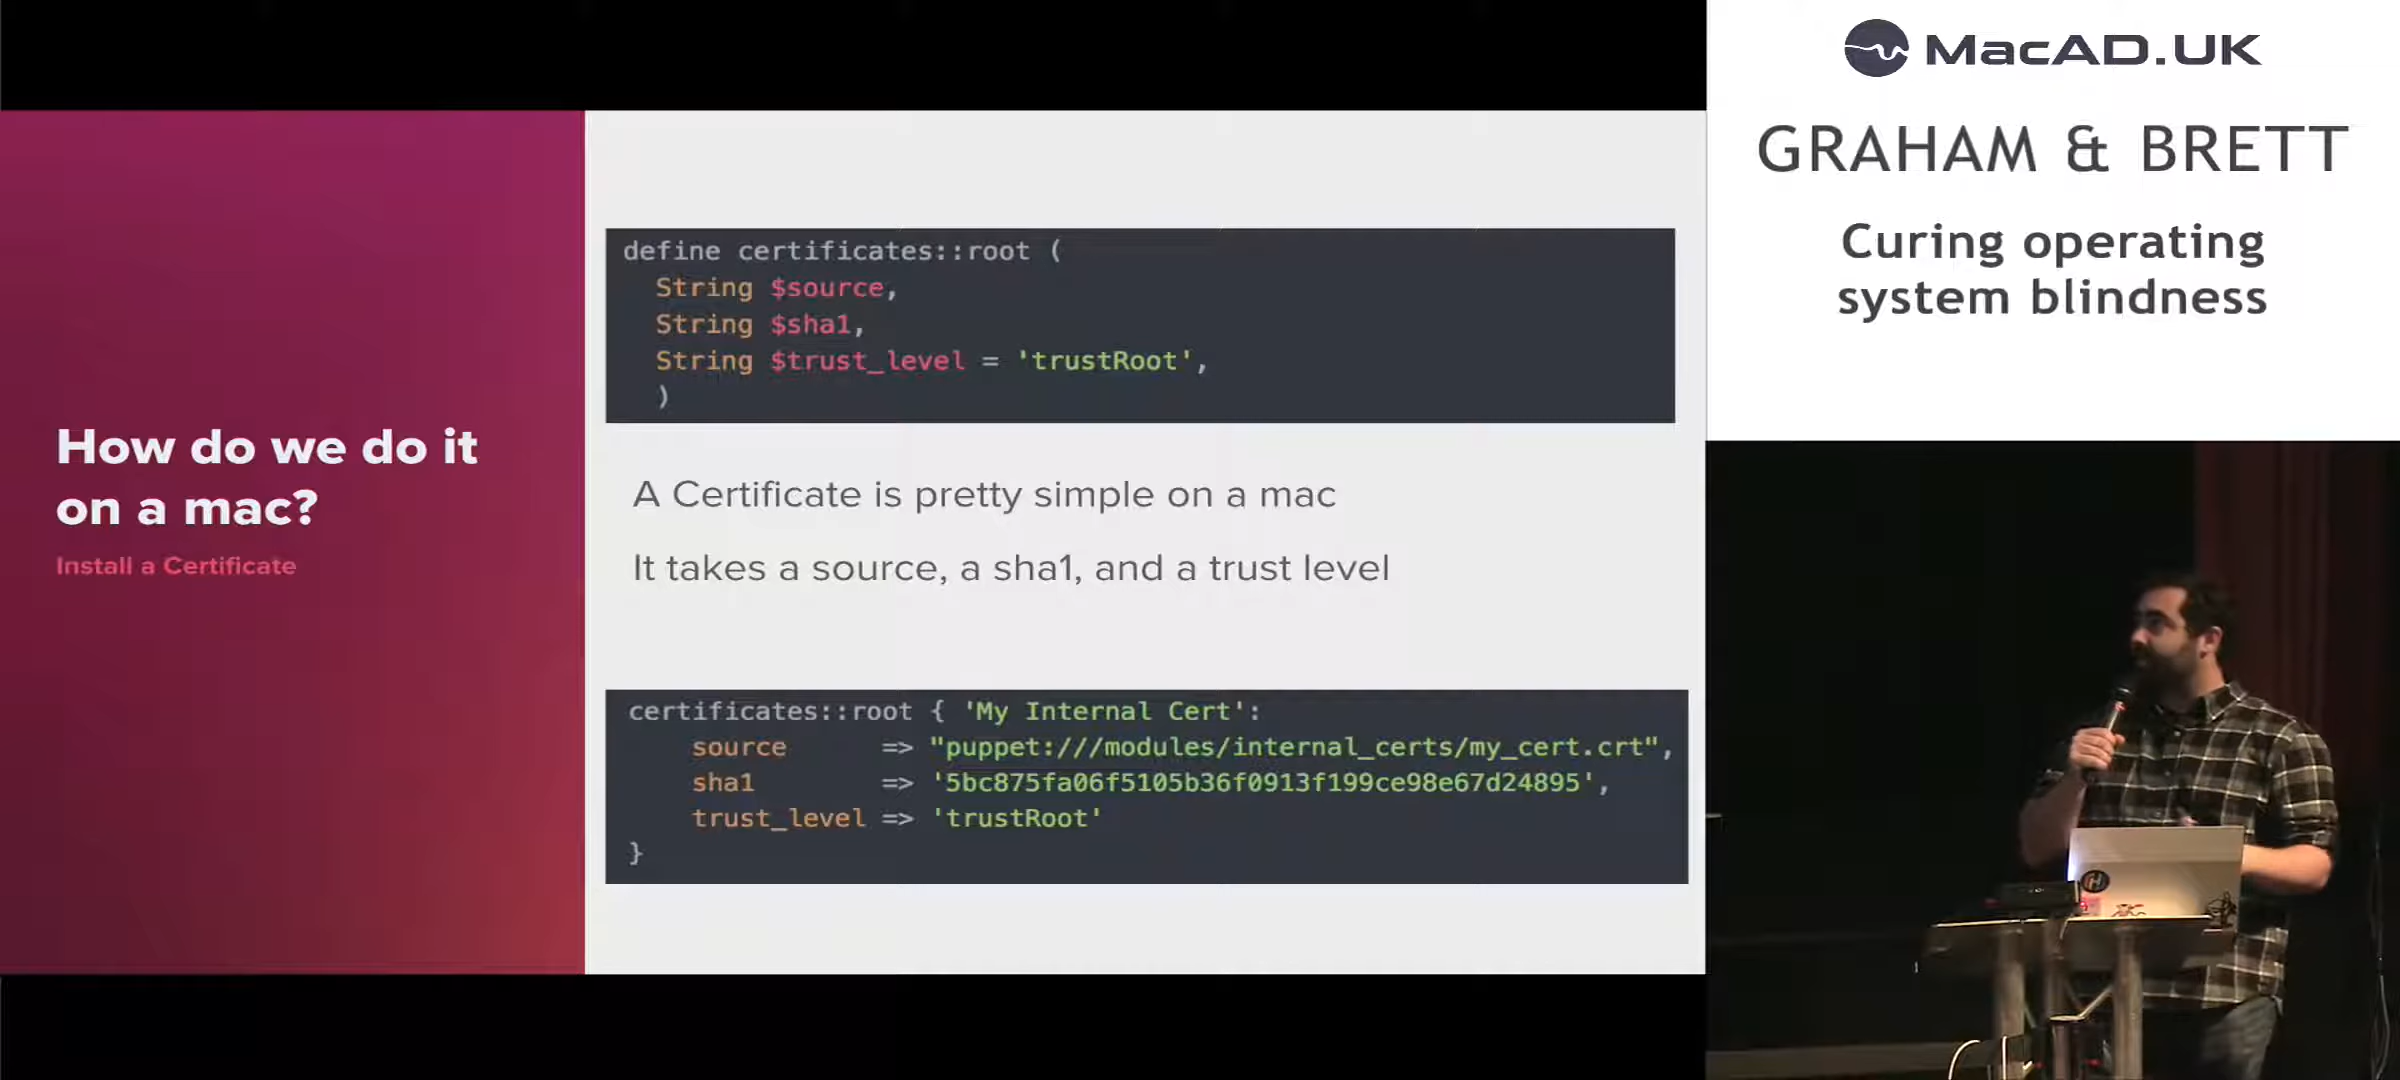 How do we do it
on a mac?
Install a Certificate
define certificates::root (
  String $source,
  String $sha1,
  String $trust_level = 'trustRoot',
  )
A Certificate is pretty simple on a mac
It takes a source, a sha1, and a trust level
certificates::root { 'My Internal Cert':
    source      => "puppet:///modules/internal_certs/my_cert.crt",
    sha1        => '5bc875fa06f5105b36f0913f199ce98e67d24895',
    trust_level => 'trustRoot'
}
MacAD.UK
GRAHAM & BRETT
Curing operating
system blindness